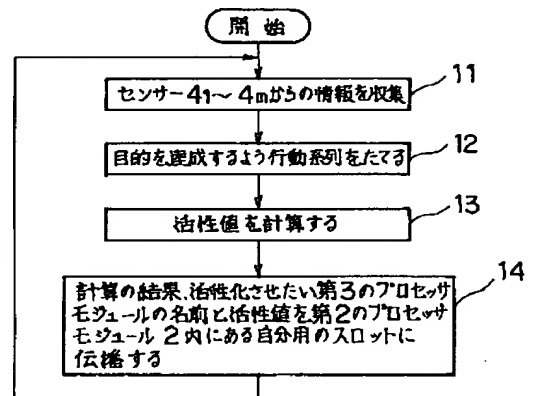 開始
センサー41～4mからの情報を収集
11
目的を達成するよう行動系列をたてる
12
活性値を計算する
13
計算の結果、活性化させたい第3のプロセッサ
モジュールの名前と活性値を第2のプロセッサ
モジュール2内にある自分用のスロットに
伝播する
14